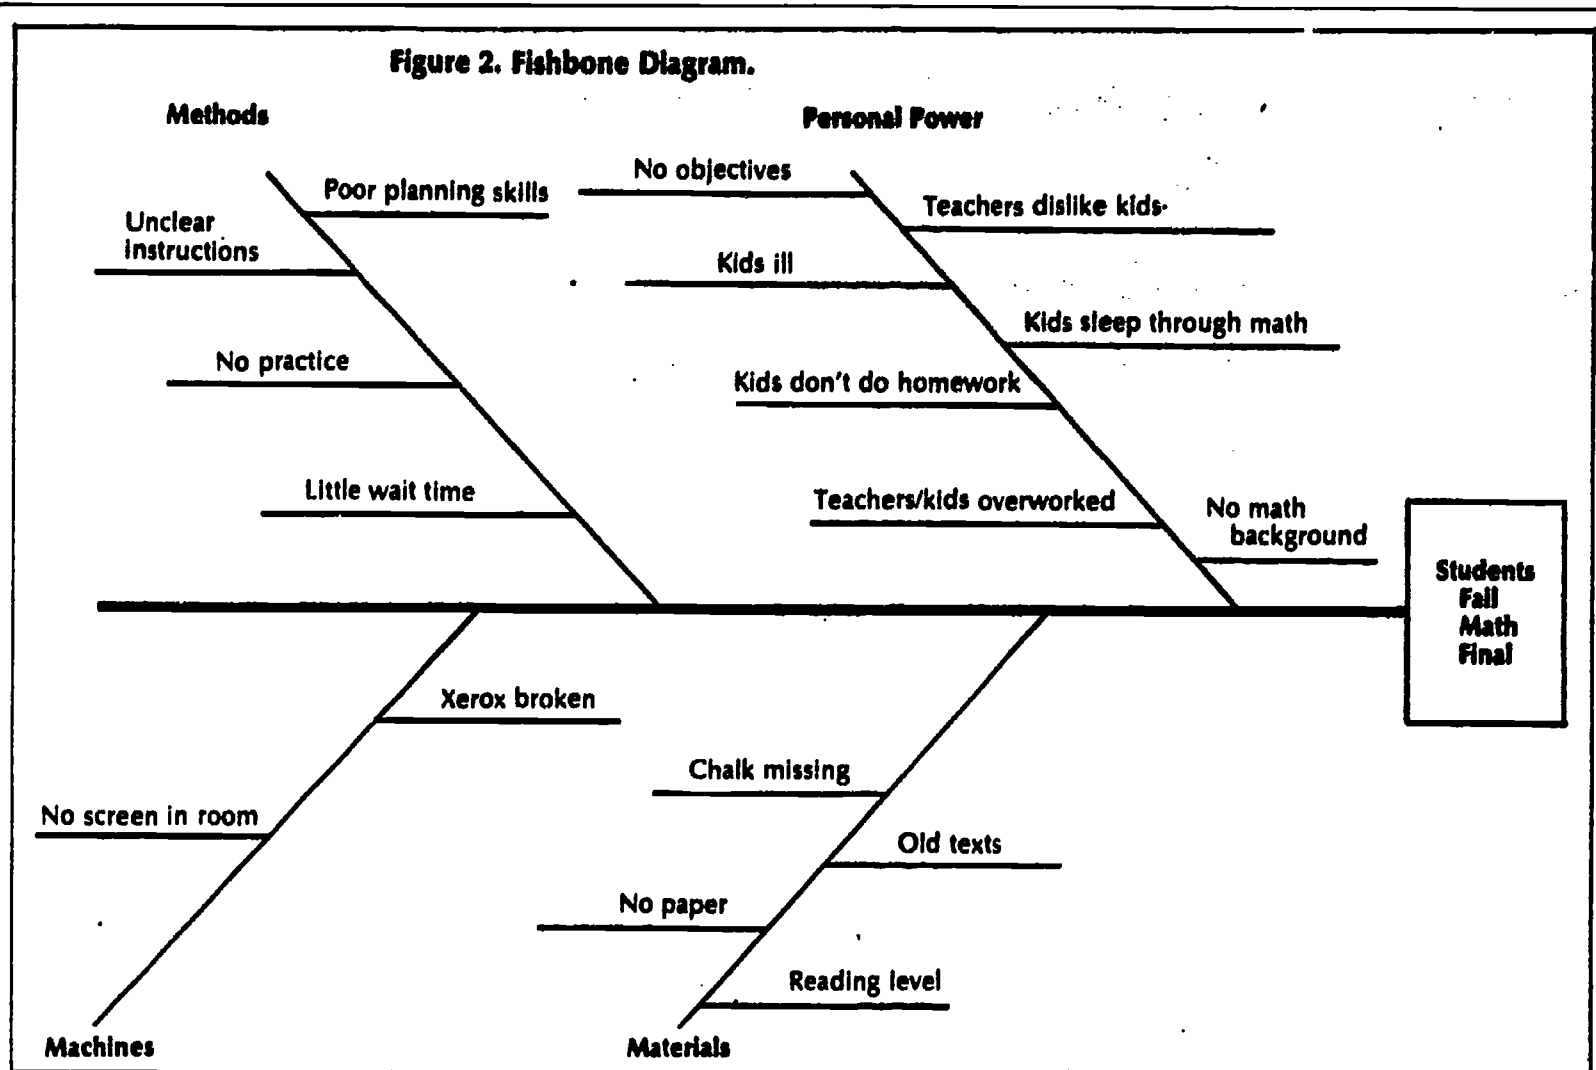 Figure 2. Fishbone Diagram.
Methods
Personal Power
Poor planning skills
Unclear
instructions
No practice
Little wait time
No objectives
Teachers dislike kids
Kids ill
Kids sleep through math
Kids don't do homework
Teachers/kids overworked
No math
background
Students
Fail
Math
Final
Xerox broken
No screen in room
Machines
Chalk missing
Old texts
No paper
Reading level
Materials